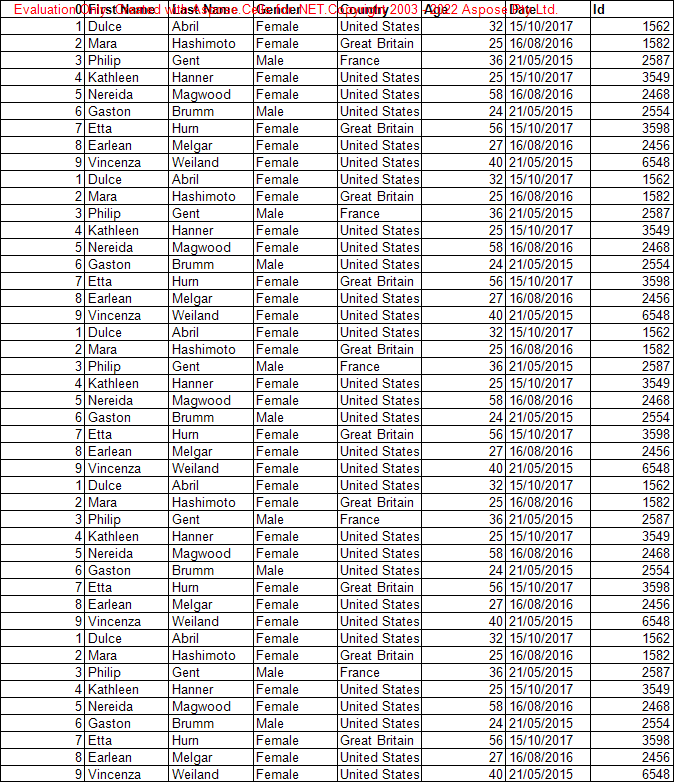 Evaluation Only. Created with Aspose.Cells for .NET.Copyright 2003 - 2022 Aspose Pty Ltd.
0 First Name Last Name Gender Country Age Date Id
1 Dulce Abril Female United States 32 15/10/2017 1562
2 Mara Hashimoto Female Great Britain 25 16/08/2016 1582
3 Philip Gent Male France 36 21/05/2015 2587
4 Kathleen Hanner Female United States 25 15/10/2017 3549
5 Nereida Magwood Female United States 58 16/08/2016 2468
6 Gaston Brumm Male United States 24 21/05/2015 2554
7 Etta Hurn Female Great Britain 56 15/10/2017 3598
8 Earlean Melgar Female United States 27 16/08/2016 2456
9 Vincenza Weiland Female United States 40 21/05/2015 6548
1 Dulce Abril Female United States 32 15/10/2017 1562
2 Mara Hashimoto Female Great Britain 25 16/08/2016 1582
3 Philip Gent Male France 36 21/05/2015 2587
4 Kathleen Hanner Female United States 25 15/10/2017 3549
5 Nereida Magwood Female United States 58 16/08/2016 2468
6 Gaston Brumm Male United States 24 21/05/2015 2554
7 Etta Hurn Female Great Britain 56 15/10/2017 3598
8 Earlean Melgar Female United States 27 16/08/2016 2456
9 Vincenza Weiland Female United States 40 21/05/2015 6548
1 Dulce Abril Female United States 32 15/10/2017 1562
2 Mara Hashimoto Female Great Britain 25 16/08/2016 1582
3 Philip Gent Male France 36 21/05/2015 2587
4 Kathleen Hanner Female United States 25 15/10/2017 3549
5 Nereida Magwood Female United States 58 16/08/2016 2468
6 Gaston Brumm Male United States 24 21/05/2015 2554
7 Etta Hurn Female Great Britain 56 15/10/2017 3598
8 Earlean Melgar Female United States 27 16/08/2016 2456
9 Vincenza Weiland Female United States 40 21/05/2015 6548
1 Dulce Abril Female United States 32 15/10/2017 1562
2 Mara Hashimoto Female Great Britain 25 16/08/2016 1582
3 Philip Gent Male France 36 21/05/2015 2587
4 Kathleen Hanner Female United States 25 15/10/2017 3549
5 Nereida Magwood Female United States 58 16/08/2016 2468
6 Gaston Brumm Male United States 24 21/05/2015 2554
7 Etta Hurn Female Great Britain 56 15/10/2017 3598
8 Earlean Melgar Female United States 27 16/08/2016 2456
9 Vincenza Weiland Female United States 40 21/05/2015 6548
1 Dulce Abril Female United States 32 15/10/2017 1562
2 Mara Hashimoto Female Great Britain 25 16/08/2016 1582
3 Philip Gent Male France 36 21/05/2015 2587
4 Kathleen Hanner Female United States 25 15/10/2017 3549
5 Nereida Magwood Female United States 58 16/08/2016 2468
6 Gaston Brumm Male United States 24 21/05/2015 2554
7 Etta Hurn Female Great Britain 56 15/10/2017 3598
8 Earlean Melgar Female United States 27 16/08/2016 2456
9 Vincenza Weiland Female United States 40 21/05/2015 6548